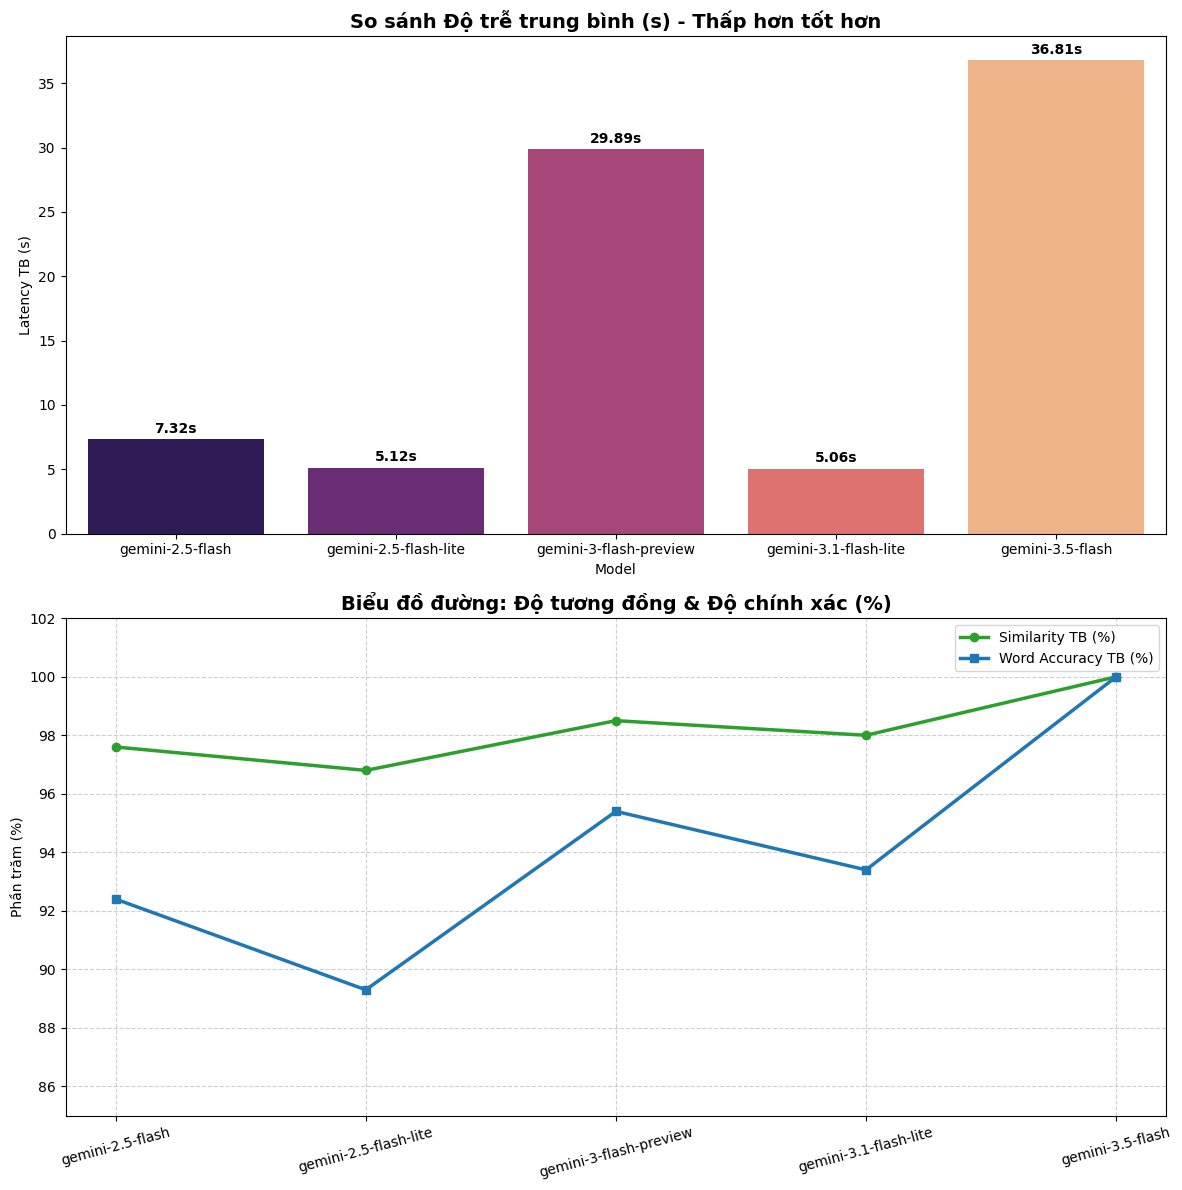 So sánh Độ trễ trung bình (s) - Thấp hơn tốt hơn
36.81s
35
30
29.89s
25
20
15
10
7.32s
5.12s
5.06s
5
0
Latency TB (s)
gemini-2.5-flash gemini-2.5-flash-lite gemini-3-flash-preview gemini-3.1-flash-lite gemini-3.5-flash
Model
Biểu đồ đường: Độ tương đồng & Độ chính xác (%)
102
Similarity TB (%)
Word Accuracy TB (%)
100
98
96
94
92
90
88
86
Phần trăm (%)
gemini-2.5-flash gemini-2.5-flash-lite gemini-3-flash-preview gemini-3.1-flash-lite gemini-3.5-flash